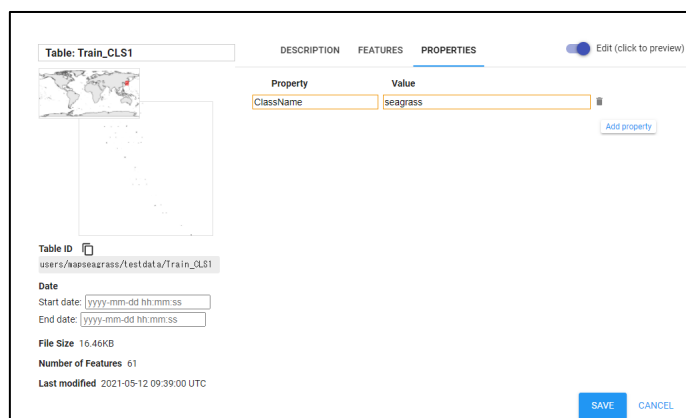 Table: Train_CLS1
DESCRIPTION FEATURES PROPERTIES
Edit (click to preview)
Property Value
ClassName seagrass
Add property
Table ID
users/mapseagrass/testdata/Train_CLS1
Date
Start date: yyyy-mm-dd hh:mm:ss
End date: yyyy-mm-dd hh:mm:ss
File Size 16.46KB
Number of Features 61
Last modified 2021-05-12 09:39:00 UTC
SAVE CANCEL